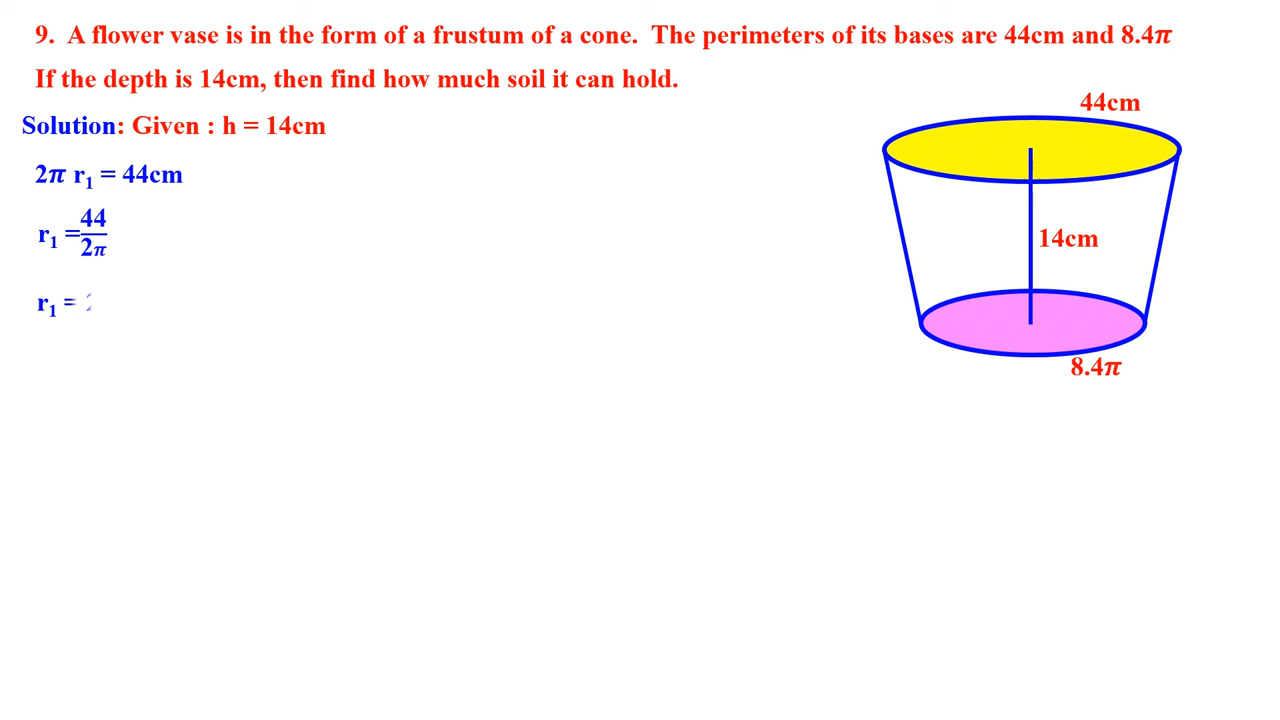 9. A flower vase is in the form of a frustum of a cone. The perimeters of its bases are 44cm and 8.4π
If the depth is 14cm, then find how much soil it can hold.
44cm
Solution: Given : h = 14cm
2π r₁ = 44cm
r₁ = 44/2π
14cm
r₁ =
8.4π